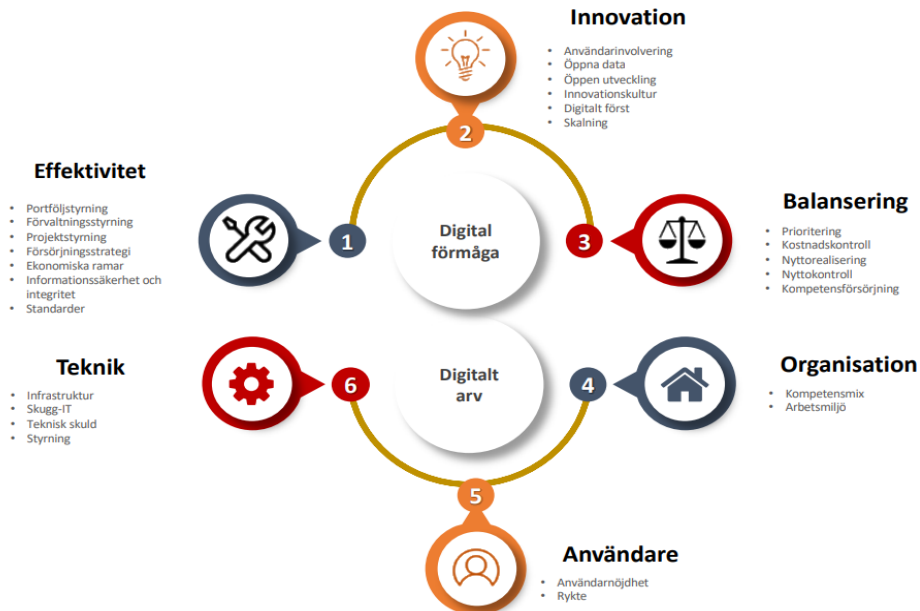 Innovation
• Användarinvolvering
• Öppna data
• Öppen utveckling
• Innovationskultur
• Digitalt först
• Skalning
2
Effektivitet
• Portföljstyrning
• Förvaltningsstyrning
• Projektstyrning
• Försörjningsstrategi
• Ekonomiska ramar
• Informationssäkerhet och
integritet
• Standarder
1
Digital
förmåga
3
Balansering
• Prioritering
• Kostnadskontroll
• Nyttorealisering
• Nyttokontroll
• Kompetensförsörjning
Teknik
• Infrastruktur
• Skugg-IT
• Teknisk skuld
• Styrning
6
Digitalt
arv
4
Organisation
• Kompetensmix
• Arbetsmiljö
5
Användare
• Användarnöjdhet
• Rykte